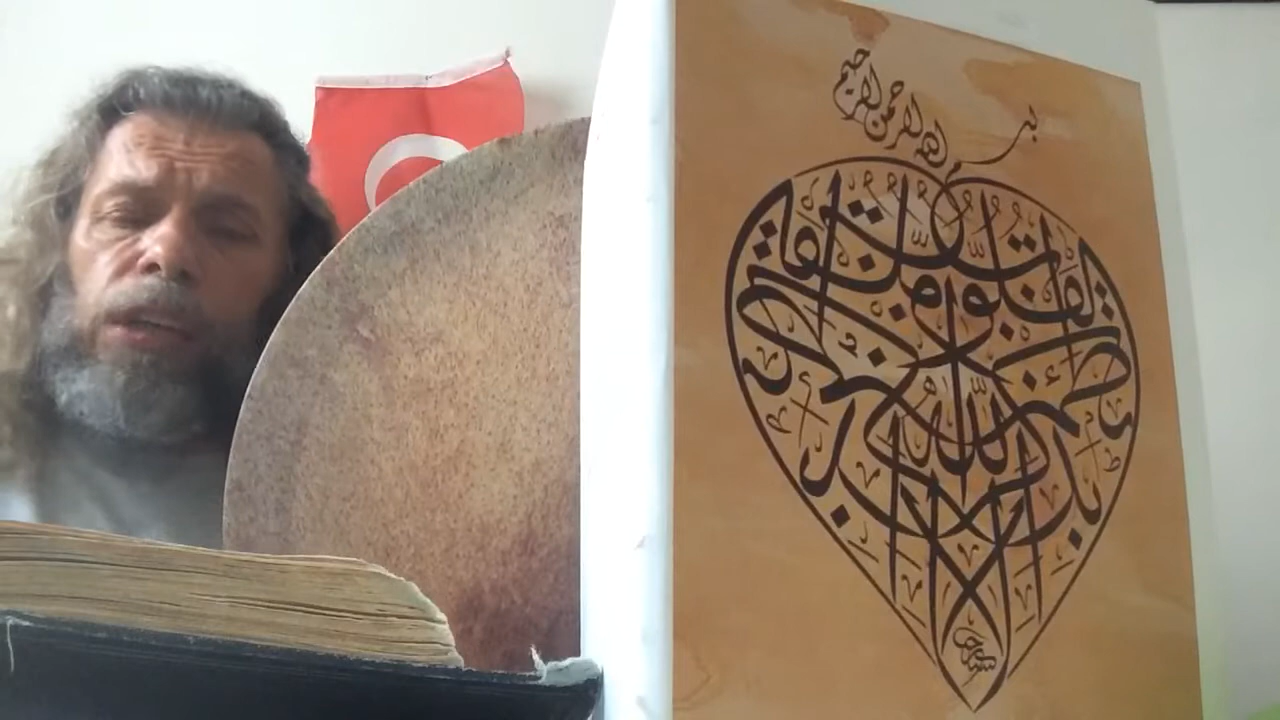 بسم الله الرحمن الرحيم
ألا بذكر الله تطمئن القلوب